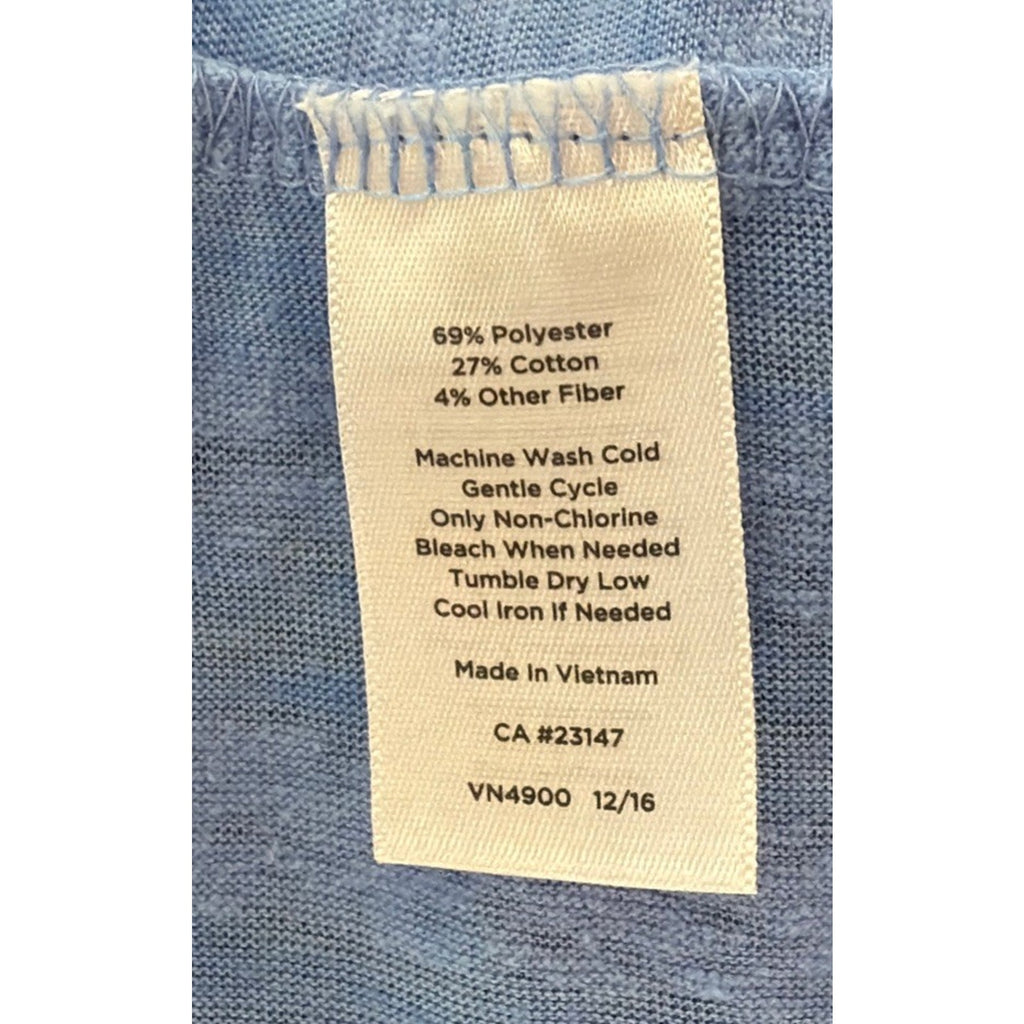 69% Polyester
27% Cotton
4% Other Fiber
Machine Wash Cold
Gentle Cycle
Only Non-Chlorine
Bleach When Needed
Tumble Dry Low
Cool Iron If Needed
Made In Vietnam
CA #23147
VN4900 12/16